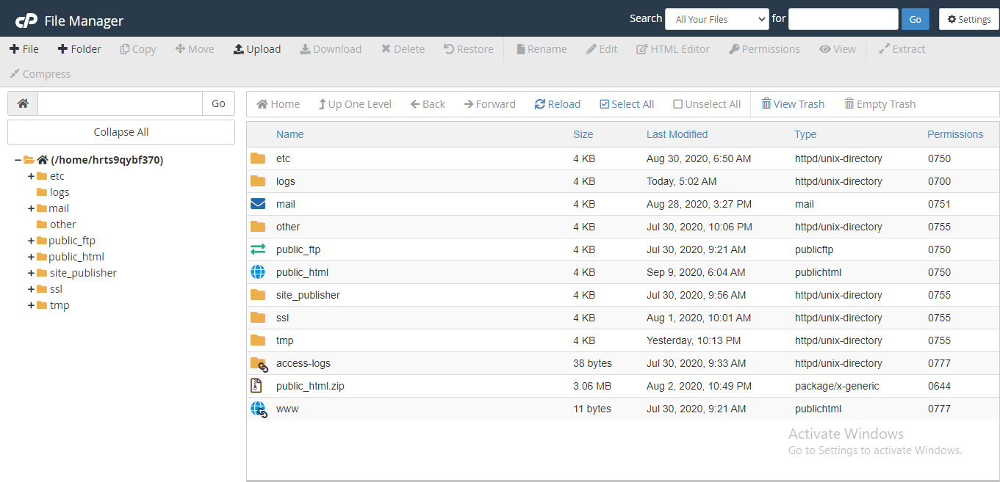 cP File Manager Search All Your Files for Go Settings
File Folder Copy Move Upload Download Delete Restore Rename Edit HTML Editor Permissions View Extract
Compress
Go
Collapse All
(/home/hrts9qybf370)
etc
logs
mail
other
public_ftp
public_html
site_publisher
ssl
tmp
Home Up One Level Back Forward Reload Select All Unselect All View Trash Empty Trash
Name Size Last Modified Type Permissions
etc 4 KB Aug 30, 2020, 6:50 AM httpd/unix-directory 0750
logs 4 KB Today, 5:02 AM httpd/unix-directory 0700
mail 4 KB Aug 28, 2020, 3:27 PM mail 0751
other 4 KB Jul 30, 2020, 10:06 PM httpd/unix-directory 0755
public_ftp 4 KB Jul 30, 2020, 9:21 AM publicftp 0750
public_html 4 KB Sep 9, 2020, 6:04 AM publichtml 0750
site_publisher 4 KB Jul 30, 2020, 9:56 AM httpd/unix-directory 0755
ssl 4 KB Aug 1, 2020, 10:01 AM httpd/unix-directory 0755
tmp 4 KB Yesterday, 10:13 PM httpd/unix-directory 0755
access-logs 38 bytes Jul 30, 2020, 9:33 AM httpd/unix-directory 0777
public_html.zip 3.06 MB Aug 2, 2020, 10:49 PM package/x-generic 0644
www 11 bytes Jul 30, 2020, 9:21 AM publichtml 0777
Activate Windows
Go to Settings to activate Windows.